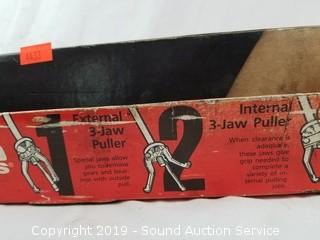 4433
External
3-Jaw Puller
Special jaws allow
you to remove
gears and bear-
ings with outside
pull.
1
2
Internal
3-Jaw Puller
When clearance is
adequate,
these jaws give
grip needed to
complete a
variety of in-
ternal pulling
jobs.
s
Copyright 2019 - Sound Auction Service